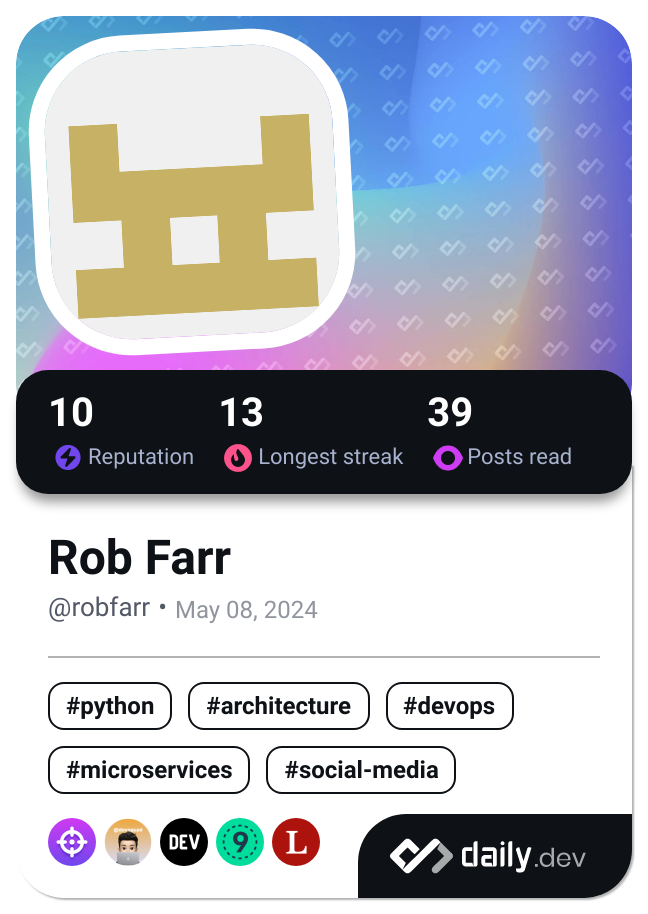 10 13 39
Reputation Longest streak Posts read
Rob Farr
@robfarr • May 08, 2024
#python #architecture #devops
#microservices #social-media
DEV 9 L
daily.dev